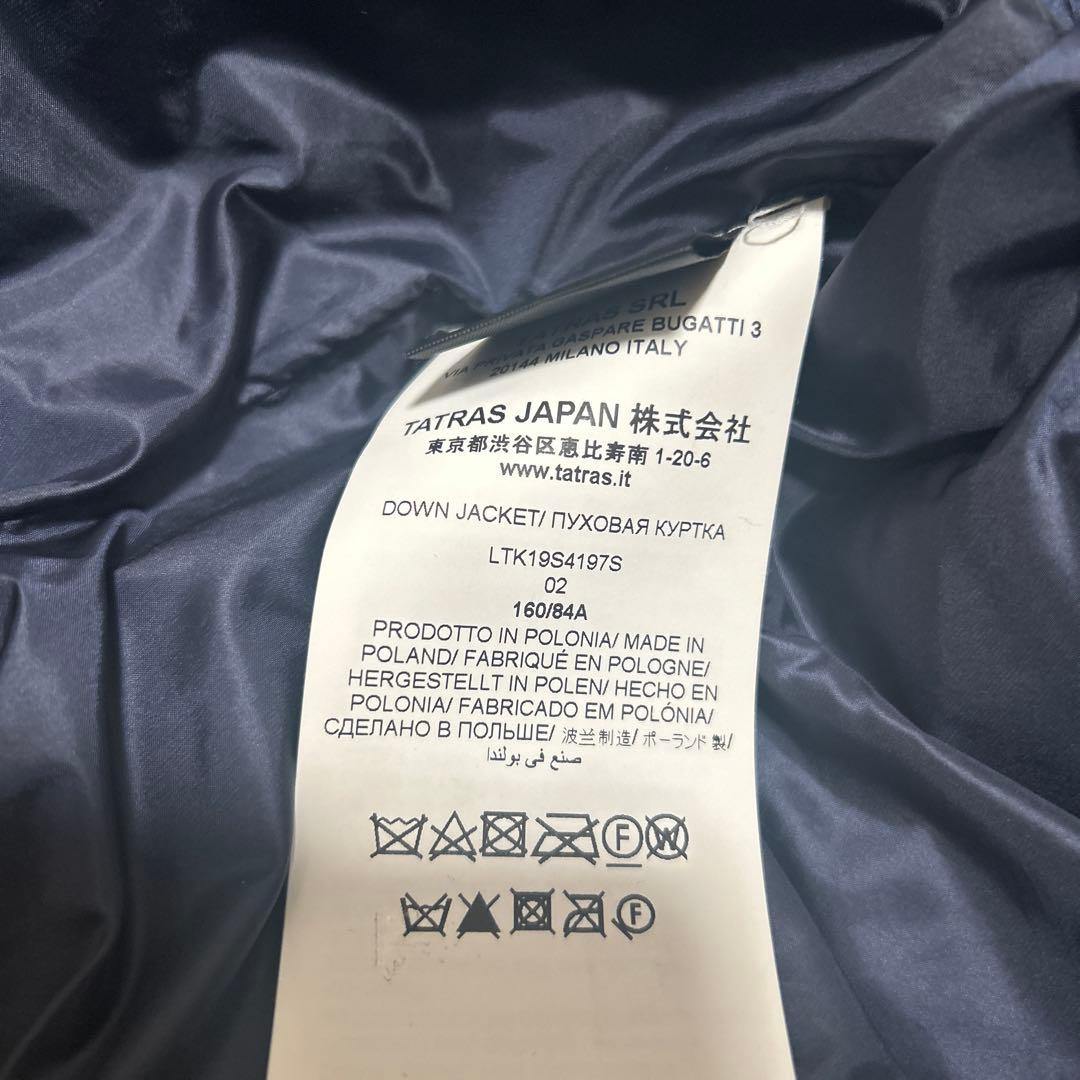 TATRAS SRL
VIA PRIVATA GASPARE BUGATTI 3
20144 MILANO ITALY
TATRAS JAPAN 株式会社
東京都渋谷区恵比寿南 1-20-6
www.tatras.it
DOWN JACKET/ ПУХОВАЯ КУРТКА
LTK19S4197S
02
160/84A
PRODOTTO IN POLONIA/ MADE IN
POLAND/ FABRIQUÉ EN POLOGNE/
HERGESTELLT IN POLEN/ HECHO EN
POLONIA/ FABRICADO EM POLÓNIA/
СДЕЛАНО В ПОЛЬШЕ/ 波兰制造/ ポーランド製/
صنع في بولندا
F W
F